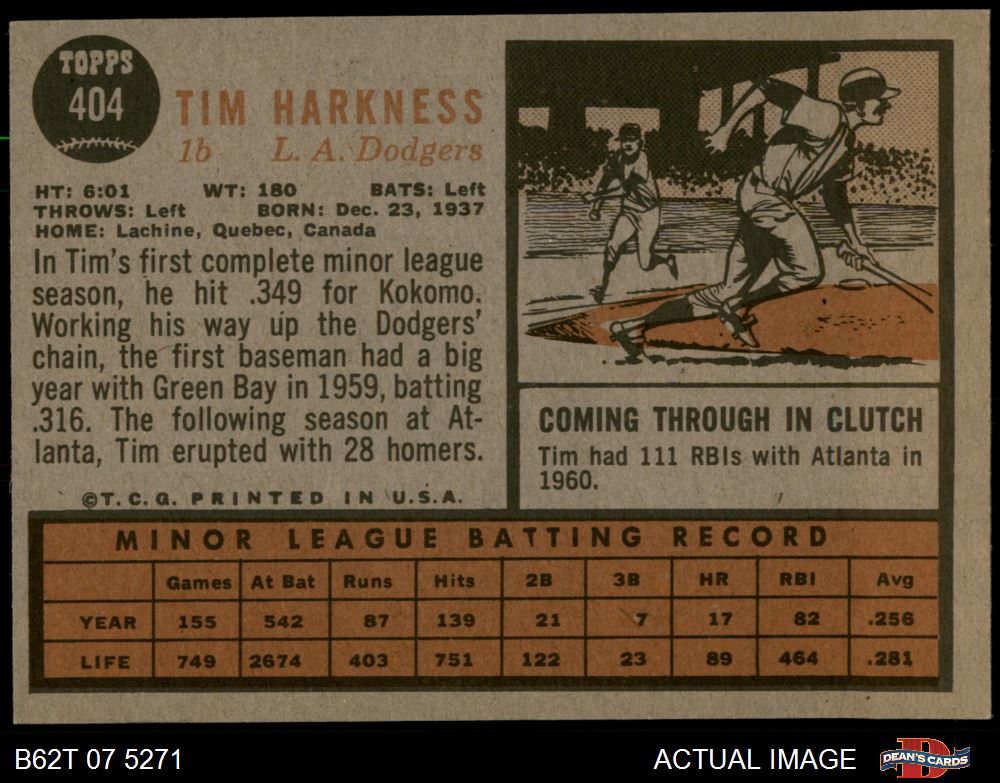 TOPPS
404
TIM HARKNESS
1b L. A. Dodgers
HT: 6:01 WT: 180 BATS: Left
THROWS: Left BORN: Dec. 23, 1937
HOME: Lachine, Quebec, Canada
In Tim's first complete minor league
season, he hit .349 for Kokomo.
Working his way up the Dodgers'
chain, the first baseman had a big
year with Green Bay in 1959, batting
.316. The following season at At-
lanta, Tim erupted with 28 homers.
©T.C.G. PRINTED IN U.S.A.
COMING THROUGH IN CLUTCH
Tim had 111 RBIs with Atlanta in
1960.
MINOR LEAGUE BATTING RECORD
Games At Bat Runs Hits 2B 3B HR RBI Avg
YEAR 155 542 87 139 21 7 17 82 .256
LIFE 749 2674 403 751 122 23 89 464 .281
B62T 07 5271
ACTUAL IMAGE
D
DEAN'S CARDS